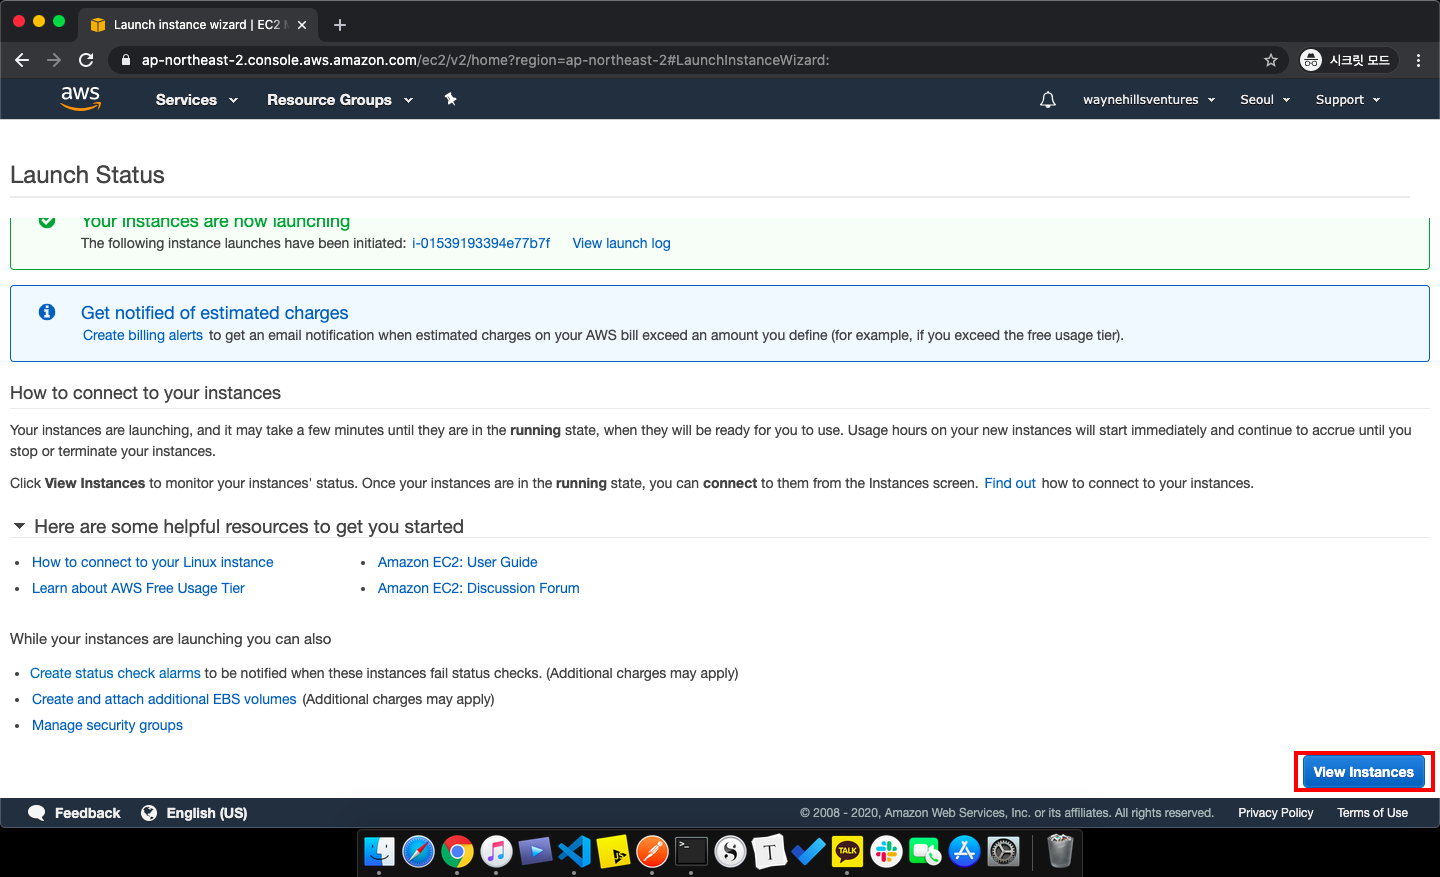 Launch instance wizard | EC2 M
ap-northeast-2.console.aws.amazon.com/ec2/v2/home?region=ap-northeast-2#LaunchInstanceWizard:
시크릿 모드
aws
Services
Resource Groups
waynehillsventures
Seoul
Support
Launch Status
Your instances are now launching
The following instance launches have been initiated: i-01539193394e77b7f View launch log
Get notified of estimated charges
Create billing alerts to get an email notification when estimated charges on your AWS bill exceed an amount you define (for example, if you exceed the free usage tier).
How to connect to your instances
Your instances are launching, and it may take a few minutes until they are in the running state, when they will be ready for you to use. Usage hours on your new instances will start immediately and continue to accrue until you
stop or terminate your instances.
Click View Instances to monitor your instances' status. Once your instances are in the running state, you can connect to them from the Instances screen. Find out how to connect to your instances.
Here are some helpful resources to get you started
• How to connect to your Linux instance
• Amazon EC2: User Guide
• Learn about AWS Free Usage Tier
• Amazon EC2: Discussion Forum
While your instances are launching you can also
• Create status check alarms to be notified when these instances fail status checks. (Additional charges may apply)
• Create and attach additional EBS volumes (Additional charges may apply)
• Manage security groups
View Instances
Feedback
English (US)
© 2008 - 2020, Amazon Web Services, Inc. or its affiliates. All rights reserved.
Privacy Policy
Terms of Use
JS
>_
S
T
TALK